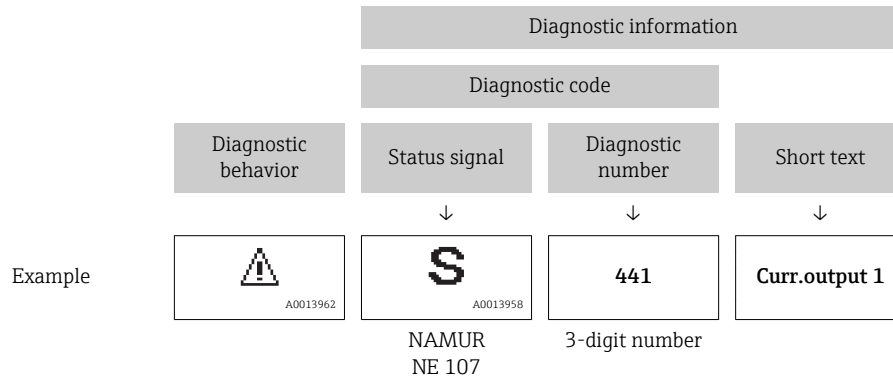 Diagnostic information
Diagnostic code
Diagnostic
behavior
Status signal
Diagnostic
number
Short text
↓ ↓ ↓
Example
A0013962
S
A0013958
441
Curr.output 1
NAMUR
NE 107
3-digit number